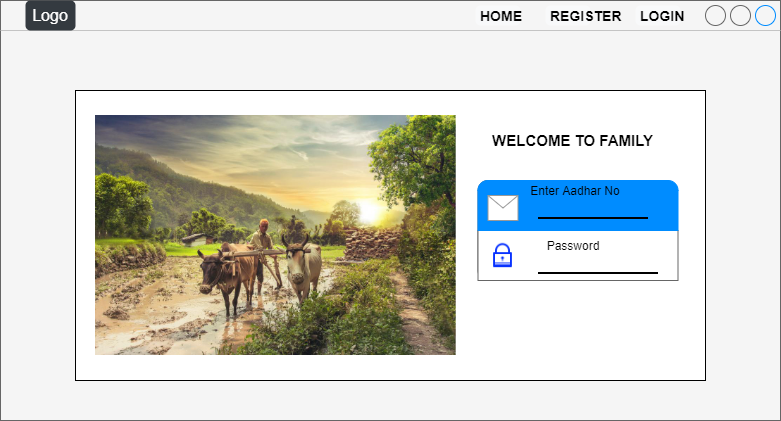 Logo
HOME REGISTER LOGIN
WELCOME TO FAMILY
Enter Aadhar No
Password